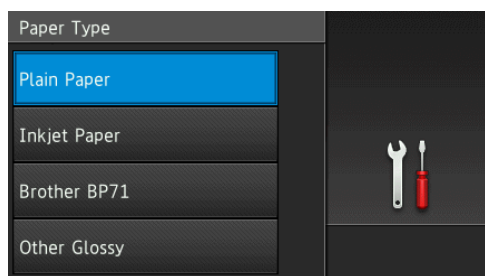 Paper Type
Plain Paper
Inkjet Paper
Brother BP71
Other Glossy